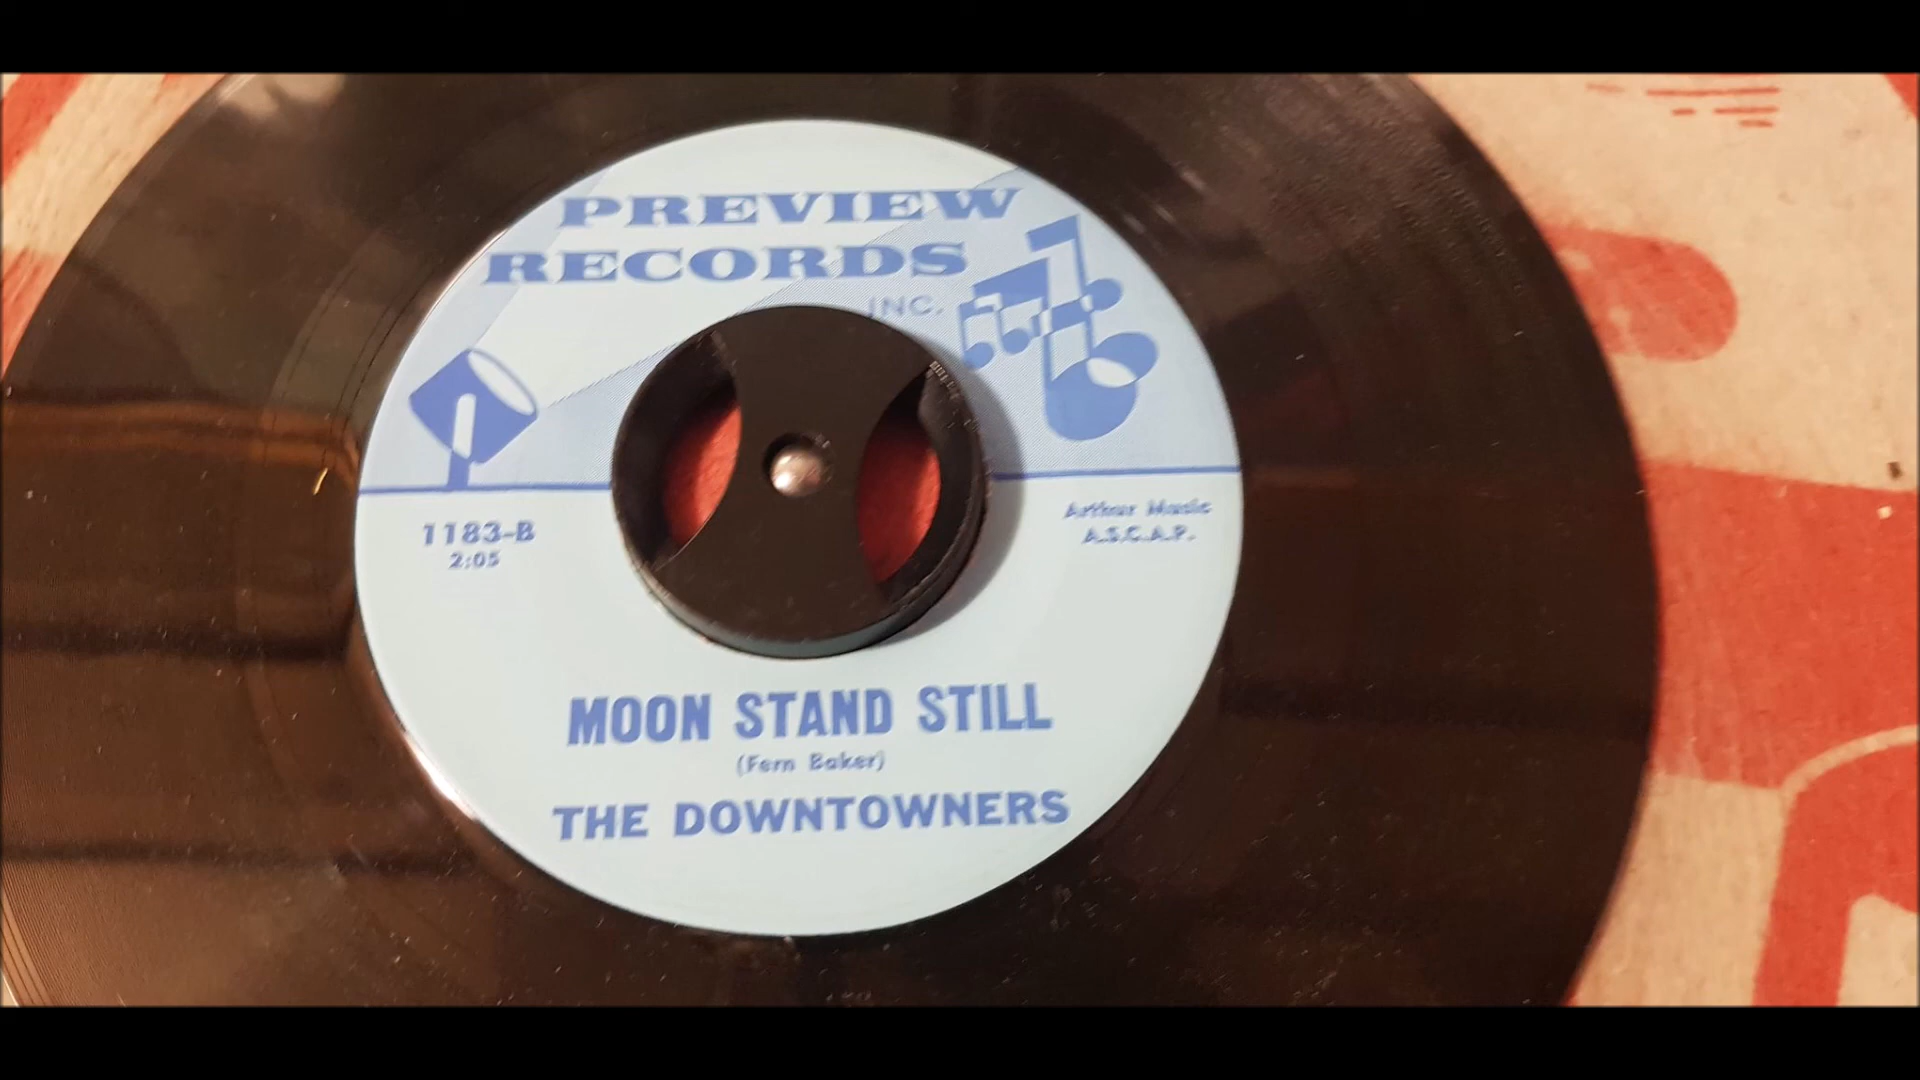 PREVIEW
RECORDS
INC.
1183-B
2:05
Arthur Music
A.S.C.A.P.
MOON STAND STILL
(Fern Baker)
THE DOWNTOWNERS